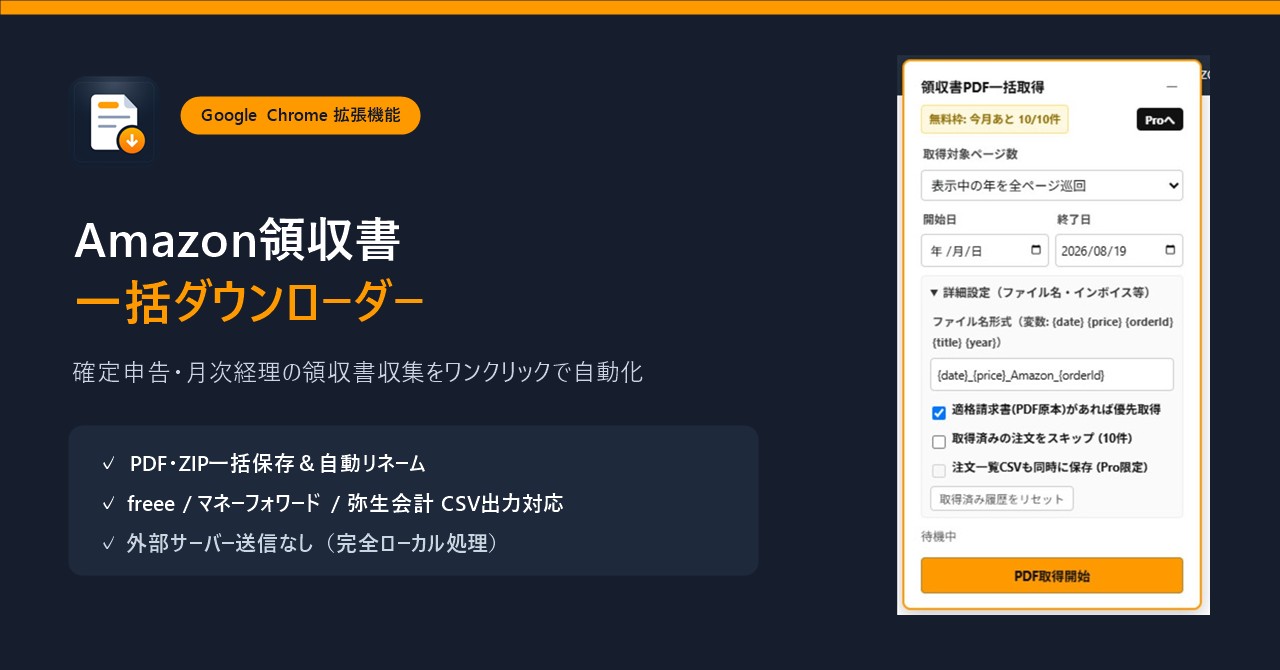 Google Chrome 拡張機能
Amazon領収書
一括ダウンローダー
確定申告・月次経理の領収書収集をワンクリックで自動化
✓ PDF・ZIP一括保存＆自動リネーム
✓ freee / マネーフォワード / 弥生会計 CSV出力対応
✓ 外部サーバー送信なし（完全ローカル処理）
領収書PDF一括取得
無料枠: 今月あと 10/10件
Proへ
取得対象ページ数
表示中の年を全ページ巡回
開始日 終了日
年 /月/日 2026/08/19
▼ 詳細設定（ファイル名・インボイス等）
ファイル名形式（変数: {date} {price} {orderId}
{title} {year}）
{date}_{price}_Amazon_{orderId}
適格請求書(PDF原本)があれば優先取得
取得済みの注文をスキップ (10件)
注文一覧CSVも同時に保存 (Pro限定)
取得済み履歴をリセット
待機中
PDF取得開始